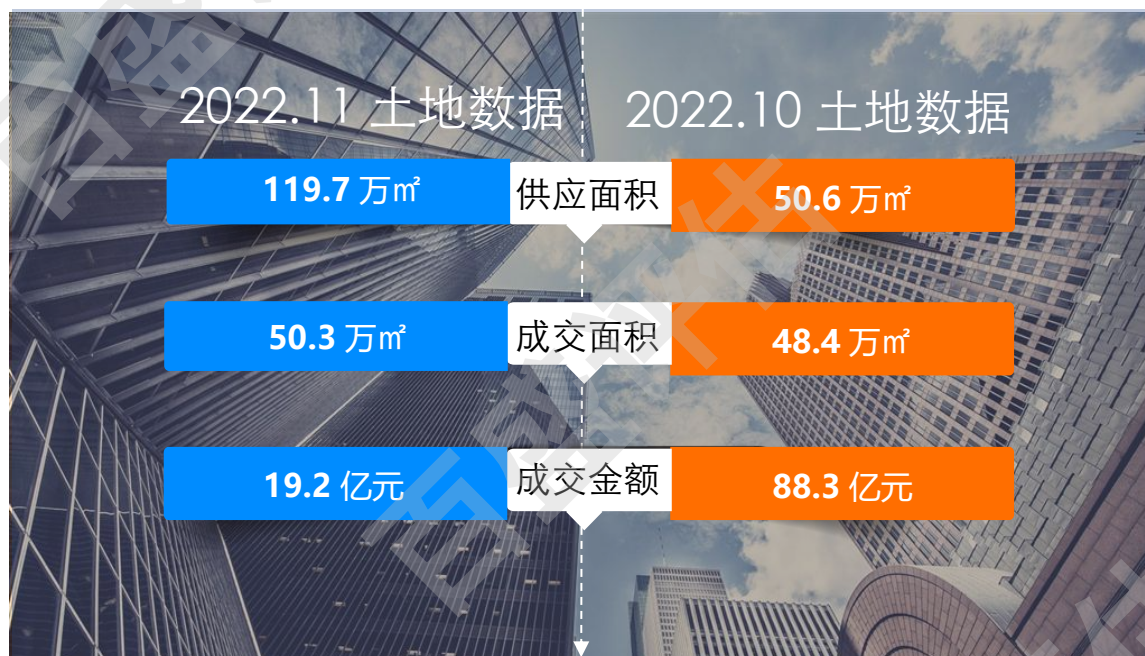 2022.11 土地数据
2022.10 土地数据
119.7 万㎡
供应面积
50.6 万㎡
50.3 万㎡
成交面积
48.4 万㎡
19.2 亿元
成交金额
88.3 亿元